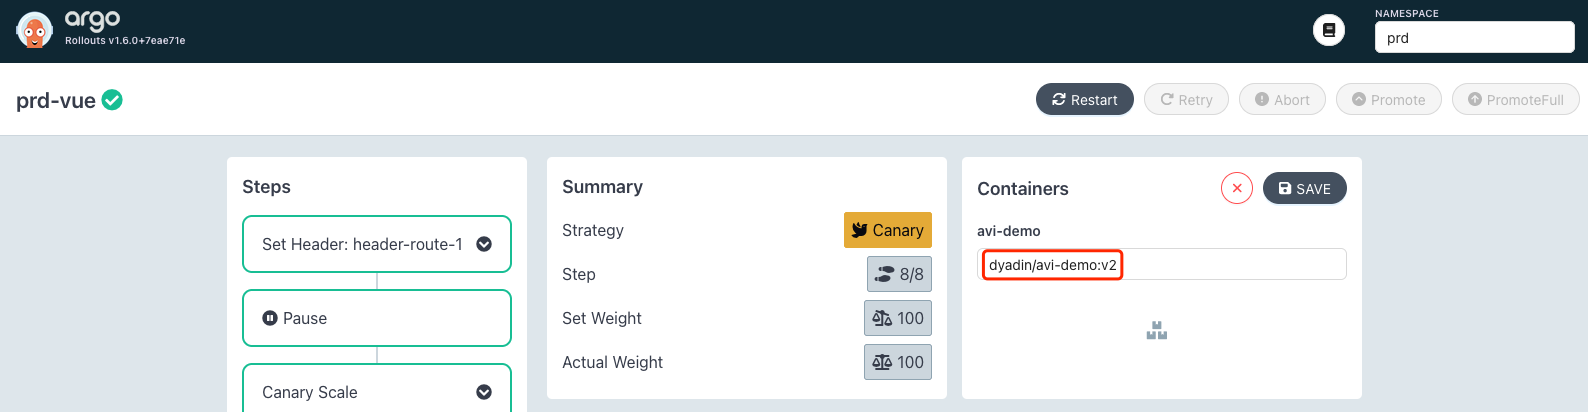 argo
Rollouts v1.6.0+7eae71e
NAMESPACE
prd
prd-vue
Restart
Retry
Abort
Promote
PromoteFull
Steps
Set Header: header-route-1
Pause
Canary Scale
Summary
Strategy
Canary
Step
8/8
Set Weight
100
Actual Weight
100
Containers
SAVE
avi-demo
dyadin/avi-demo:v2